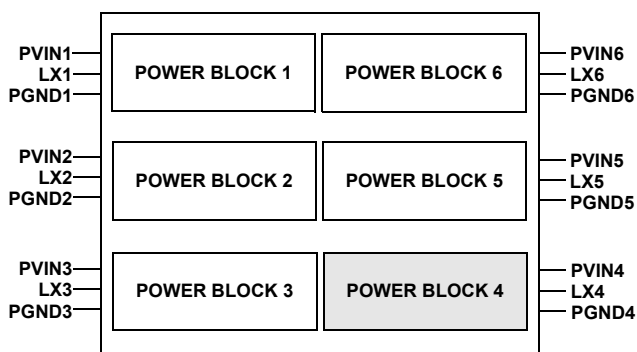 PVIN1
LX1
PGND1
POWER BLOCK 1
POWER BLOCK 6
PVIN6
LX6
PGND6
PVIN2
LX2
PGND2
POWER BLOCK 2
POWER BLOCK 5
PVIN5
LX5
PGND5
PVIN3
LX3
PGND3
POWER BLOCK 3
POWER BLOCK 4
PVIN4
LX4
PGND4